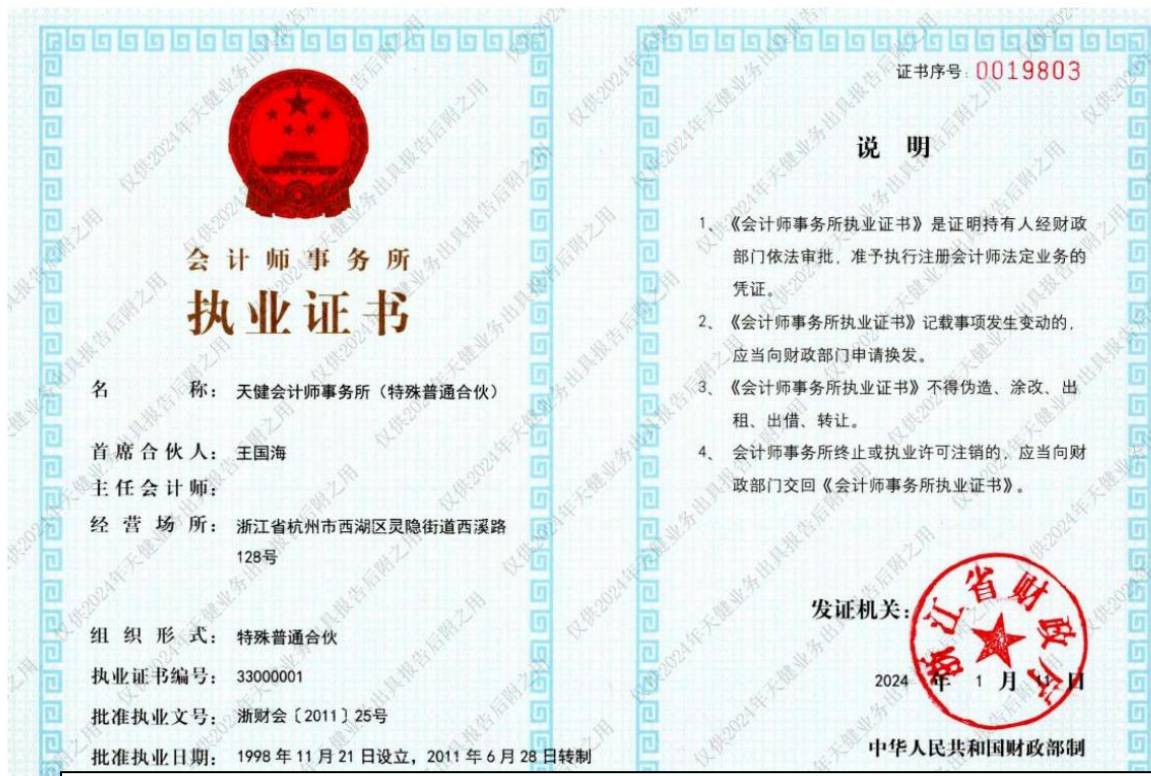 会计师事务所
执业证书
名 称： 天健会计师事务所（特殊普通合伙）
首席合伙人： 王国海
主任会计师：
经营场所： 浙江省杭州市西湖区灵隐街道西溪路
128号
组织形式： 特殊普通合伙
执业证书编号： 33000001
批准执业文号： 浙财会〔2011〕25号
批准执业日期： 1998年11月21日设立，2011年6月28日转制
证书序号：0019803
说 明
1、《会计师事务所执业证书》是证明持有人经财政
部门依法审批，准予执行注册会计师法定业务的
凭证。
2、《会计师事务所执业证书》记载事项发生变动的，
应当向财政部门申请换发。
3、《会计师事务所执业证书》不得伪造、涂改、出
租、出借、转让。
4、 会计师事务所终止或执业许可注销的，应当向财
政部门交回《会计师事务所执业证书》。
发证机关：
浙江省财政厅
2024 年 1 月 11 日
中华人民共和国财政部制
仅供2024年天健业务出具报告后附之用